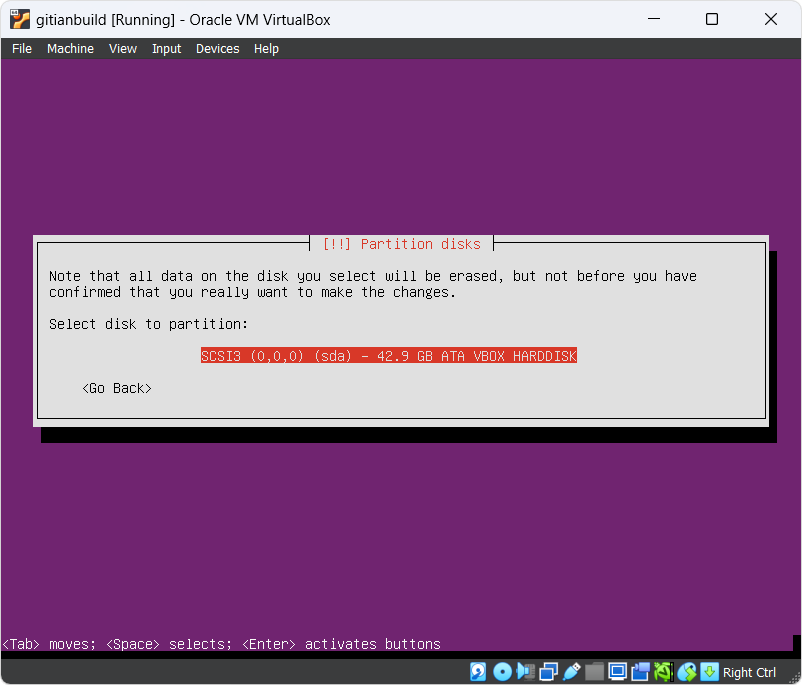 gitianbuild [Running] - Oracle VM VirtualBox
File Machine View Input Devices Help
[!!] Partition disks
Note that all data on the disk you select will be erased, but not before you have
confirmed that you really want to make the changes.
Select disk to partition:
SCSI3 (0,0,0) (sda) - 42.9 GB ATA VBOX HARDDISK
<Go Back>
<Tab> moves; <Space> selects; <Enter> activates buttons
Right Ctrl